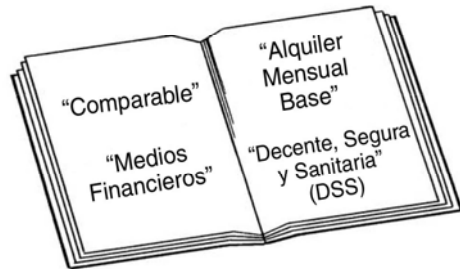 “Comparable”
“Medios
Financieros”
“Alquiler
Mensual
Base”
“Decente, Segura
y Sanitaria”
(DSS)